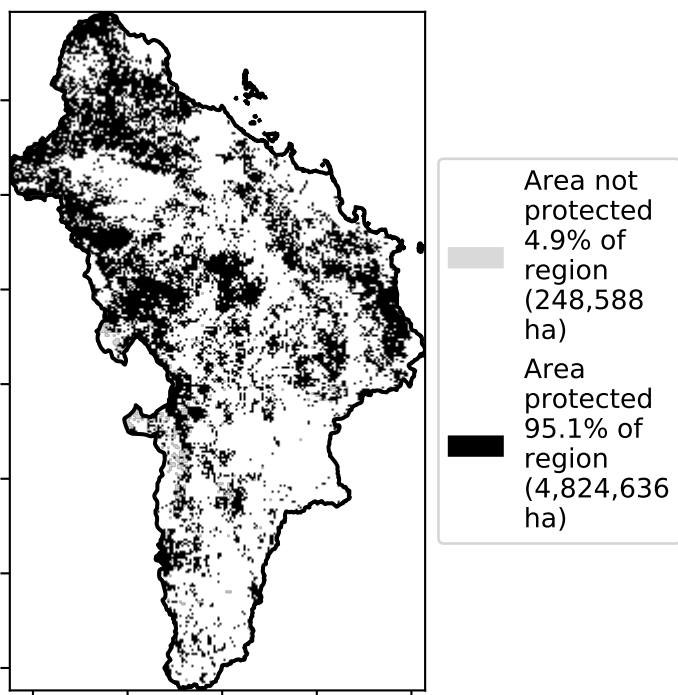 Area not
protected
4.9% of
region
(248,588
ha)
Area
protected
95.1% of
region
(4,824,636
ha)